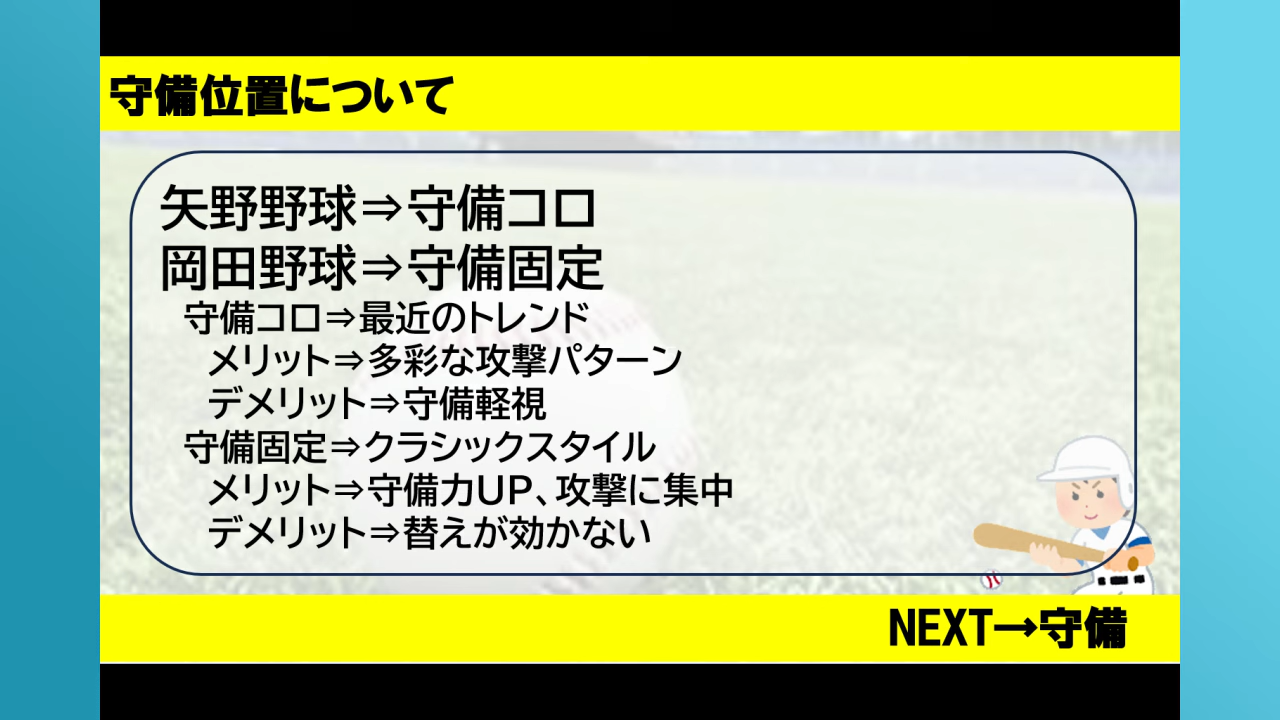 守備位置について
矢野野球⇒守備コロ
岡田野球⇒守備固定
守備コロ⇒最近のトレンド
メリット⇒多彩な攻撃パターン
デメリット⇒守備軽視
守備固定⇒クラシックスタイル
メリット⇒守備力UP、攻撃に集中
デメリット⇒替えが効かない
NEXT→守備